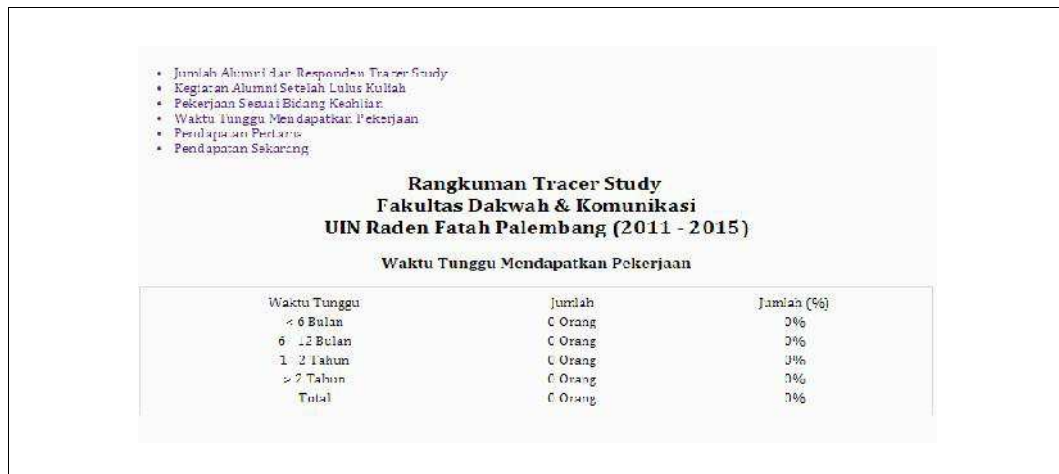 • Jumlah Alumni dan Responden Tracer Study
• Kegiatan Alumni Setelah Lulus Kuliah
• Pekerjaan Sesuai Bidang Keahlian
• Waktu Tunggu Mendapatkan Pekerjaan
• Pendapatan Pertama
• Pendapatan Sekarang
Rangkuman Tracer Study
Fakultas Dakwah & Komunikasi
UIN Raden Fatah Palembang (2011 - 2015)
Waktu Tunggu Mendapatkan Pekerjaan
Waktu Tunggu Jumlah Jumlah (%)
< 6 Bulan 0 Orang 0%
6 - 12 Bulan 0 Orang 0%
1 - 2 Tahun 0 Orang 0%
> 2 Tahun 0 Orang 0%
Total 0 Orang 0%